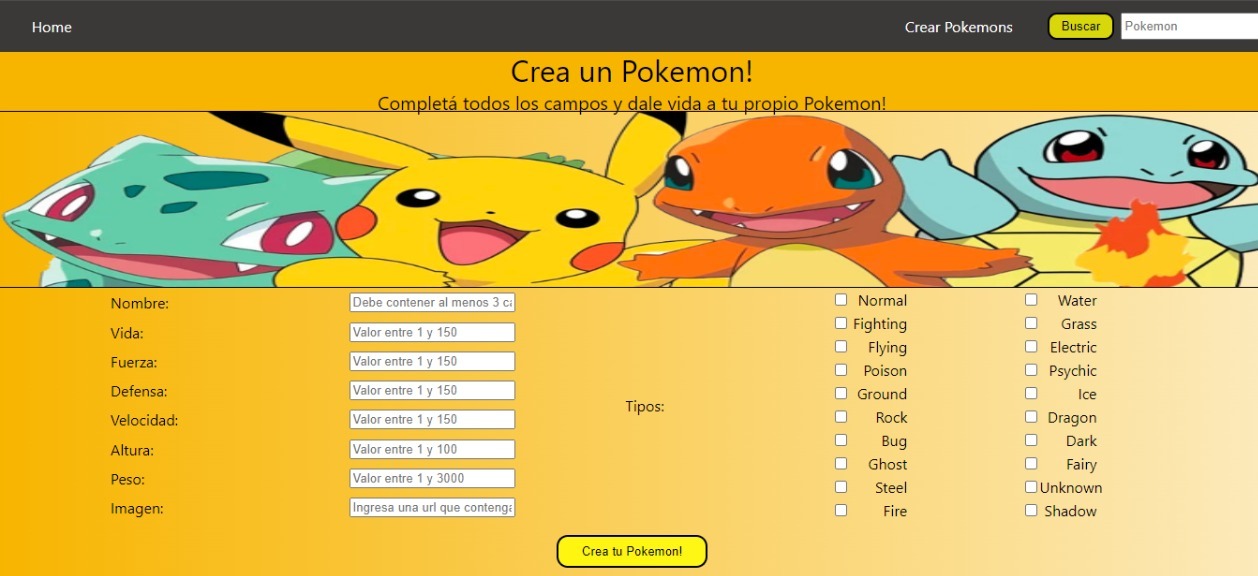 Home
Crear Pokemons
Buscar
Pokemon
Crea un Pokemon!
Completá todos los campos y dale vida a tu propio Pokemon!
Nombre:
Debe contener al menos 3
Vida:
Valor entre 1 y 150
Fuerza:
Valor entre 1 y 150
Defensa:
Valor entre 1 y 150
Velocidad:
Valor entre 1 y 150
Altura:
Valor entre 1 y 100
Peso:
Valor entre 1 y 3000
Imagen:
Ingresa una url que contenga
Tipos:
Normal
Fighting
Flying
Poison
Ground
Rock
Bug
Ghost
Steel
Fire
Water
Grass
Electric
Psychic
Ice
Dragon
Dark
Fairy
Unknown
Shadow
Crea tu Pokemon!